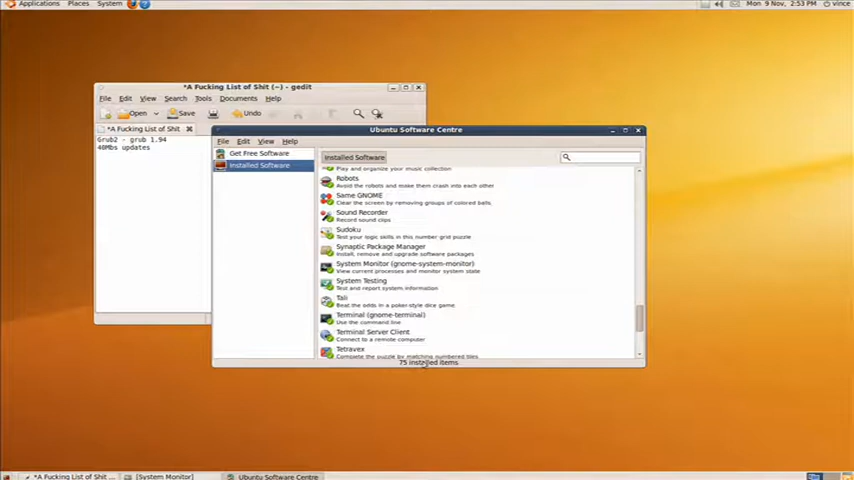 Applications Places System
Mon 9 Nov, 2:53 PM vince
*A Fucking List of Shit (~) - gedit
File Edit View Search Tools Documents Help
Open Save Undo
*A Fucking List of Shit
Grub2 - grub 1.94
40Mbs updates
Ubuntu Software Centre
File Edit View Help
Get Free Software
Installed Software
Installed Software
Play and organize your music collection
Robots
Avoid the robots and make them crash into each other
Same GNOME
Clear the screen by removing groups of colored balls.
Sound Recorder
Record sound clips
Sudoku
Test your logic skills in this number grid puzzle
Synaptic Package Manager
Install, remove and upgrade software packages
System Monitor (gnome-system-monitor)
View current processes and monitor system state
System Testing
Test and report system information
Tali
Beat the odds in a poker-style dice game.
Terminal (gnome-terminal)
Use the command line
Terminal Server Client
Connect to a remote computer
Tetravex
Complete the puzzle by matching numbered tiles
75 installed items
*A Fucking List of Shit ... [System Monitor] Ubuntu Software Centre